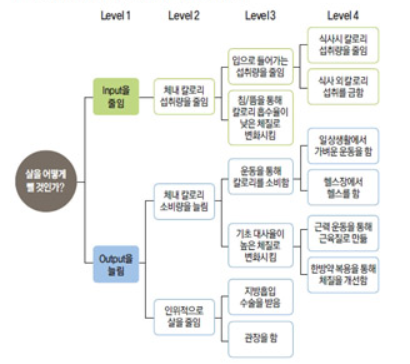 Level 1 Level 2 Level 3 Level 4
살을 어떻게
뺄 것인가?
Input을
줄임
체내 칼로리
섭취량을 줄임
입으로 들어가는
섭취량을 줄임
식사시 칼로리
섭취량을 줄임
식사 외 칼로리
섭취를 금함
침/뜸을 통해
칼로리 흡수율이
낮은 체질로
변화시킴
Output을
늘림
체내 칼로리
소비량을 늘림
운동을 통해
칼로리를 소비함
일상생활에서
가벼운 운동을 함
헬스장에서
헬스를 함
기초 대사율이
높은 체질로
변화시킴
근력 운동을 통해
근육질로 만듦
한방약 복용을 통해
체질을 개선함
인위적으로
살을 줄임
지방흡입
수술을 받음
관장을 함